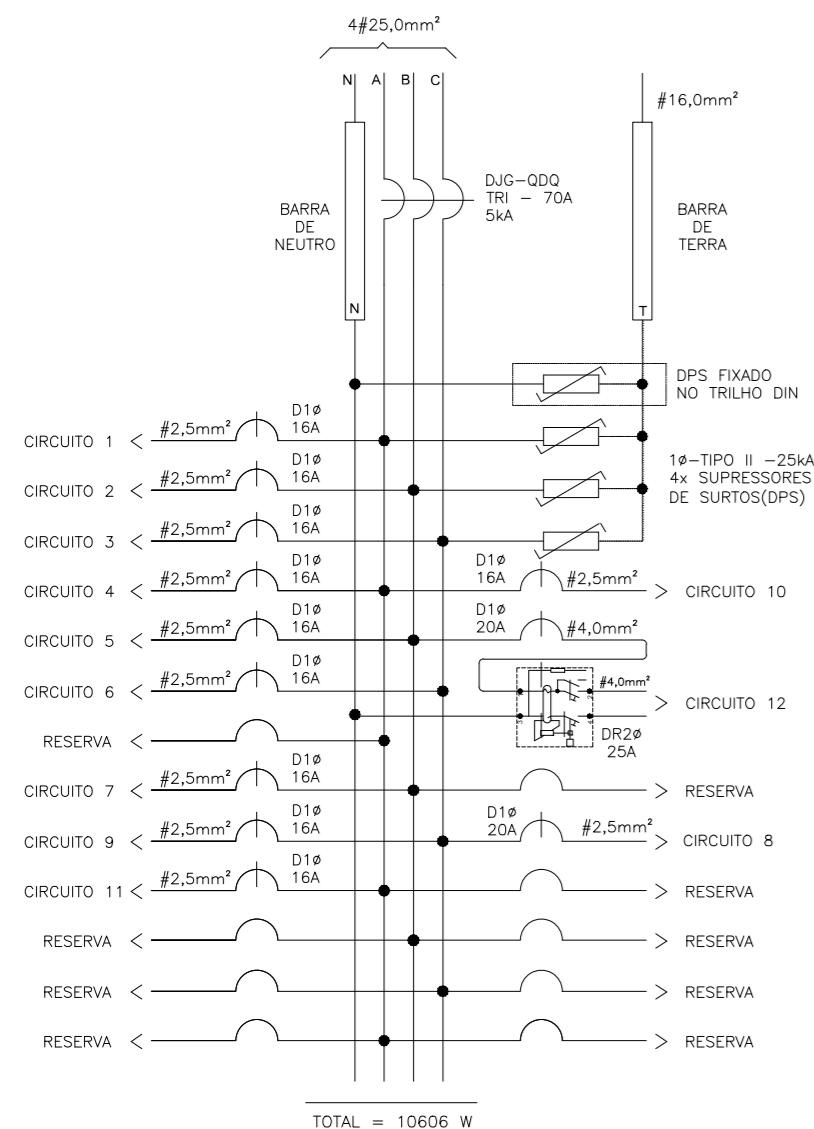 4#25,0mm²
N A B C
#16,0mm²
DJG-QDQ
TRI - 70A
5kA
BARRA
DE
NEUTRO
BARRA
DE
TERRA
N
T
DPS FIXADO
NO TRILHO DIN
1ø-TIPO II -25kA
4x SUPRESSORES
DE SURTOS(DPS)
CIRCUITO 1 #2,5mm² D1ø
16A
CIRCUITO 2 #2,5mm² D1ø
16A
CIRCUITO 3 #2,5mm² D1ø
16A
CIRCUITO 4 #2,5mm² D1ø
16A
D1ø
16A #2,5mm² CIRCUITO 10
CIRCUITO 5 #2,5mm² D1ø
16A
D1ø
20A #4,0mm²
CIRCUITO 6 #2,5mm² D1ø
16A
#4,0mm²
CIRCUITO 12
DR2ø
25A
RESERVA
CIRCUITO 7 #2,5mm² D1ø
16A
RESERVA
CIRCUITO 9 #2,5mm² D1ø
16A
D1ø
20A #2,5mm² CIRCUITO 8
CIRCUITO 11 #2,5mm² D1ø
16A
RESERVA
RESERVA
RESERVA
RESERVA
RESERVA
RESERVA
RESERVA
TOTAL = 10606 W